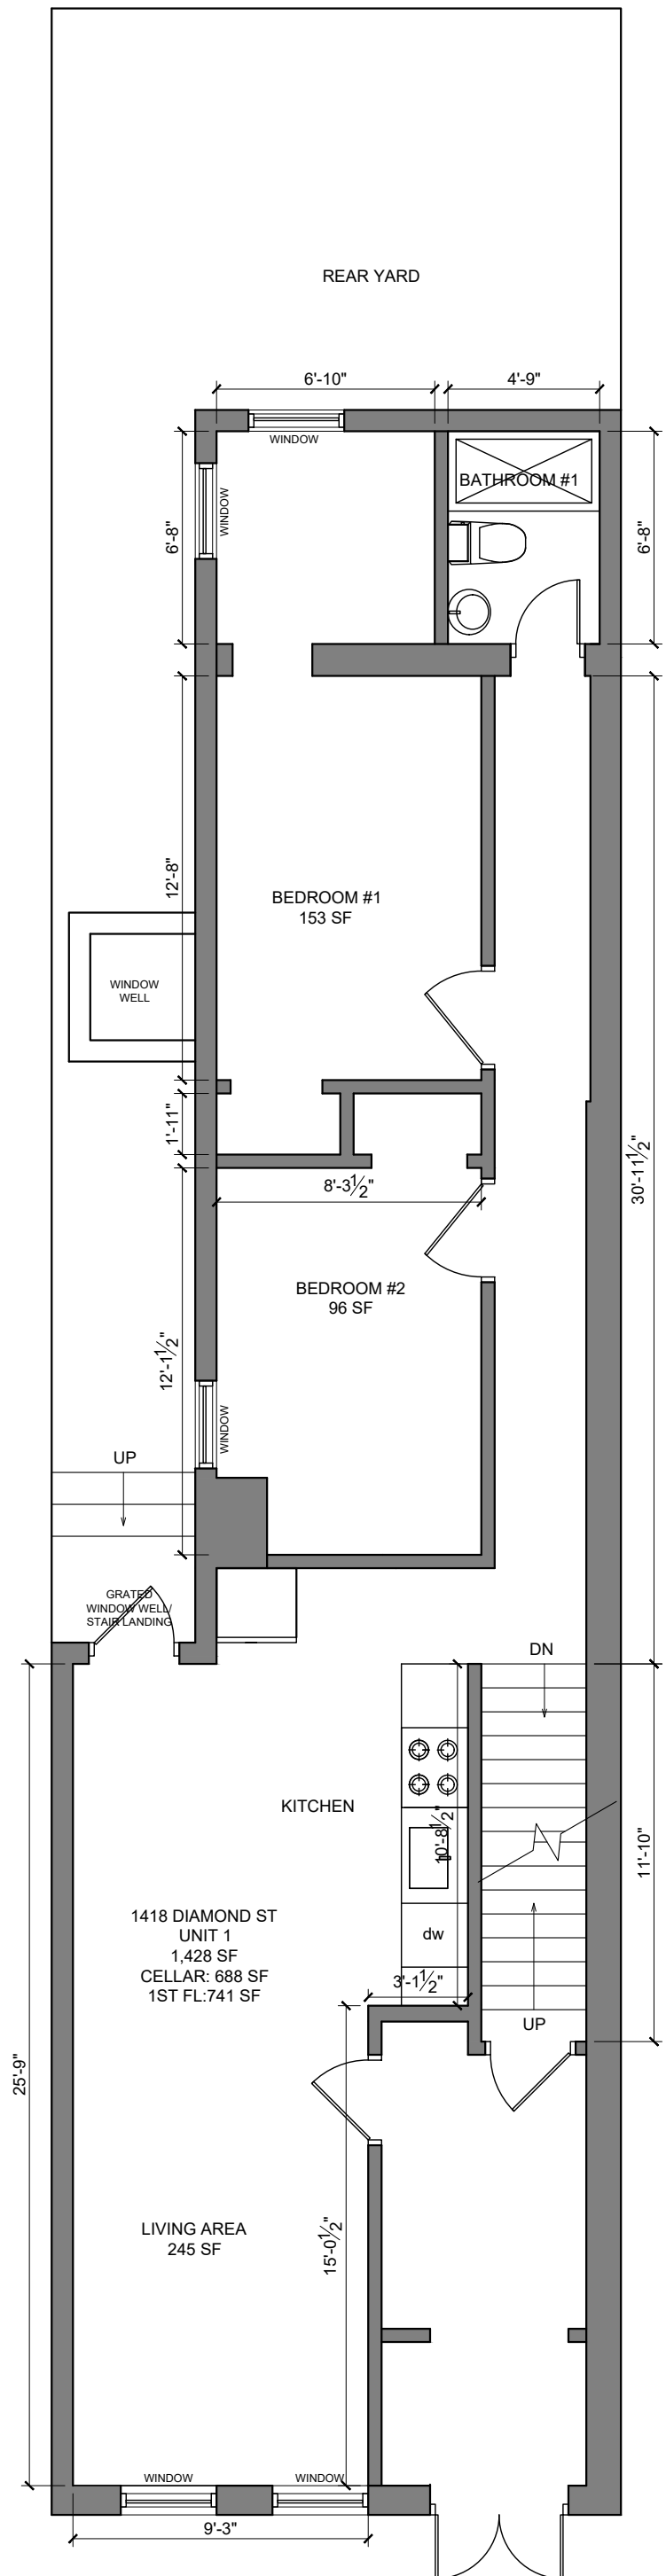 REAR YARD
6'-10"
4'-9"
WINDOW
BATHROOM #1
WINDOW
6'-8"
6'-8"
12'-8"
BEDROOM #1
153 SF
WINDOW
WELL
1'-11"
30'-11½"
8'-3½"
BEDROOM #2
96 SF
12'-1½"
WINDOW
UP
GRATED
WINDOW WELL/
STAIR LANDING
DN
KITCHEN
10'-8½"
11'-10"
1418 DIAMOND ST
UNIT 1
1,428 SF
CELLAR: 688 SF
1ST FL:741 SF
dw
3'-1½"
UP
25'-9"
15'-0½"
LIVING AREA
245 SF
WINDOW
WINDOW
9'-3"